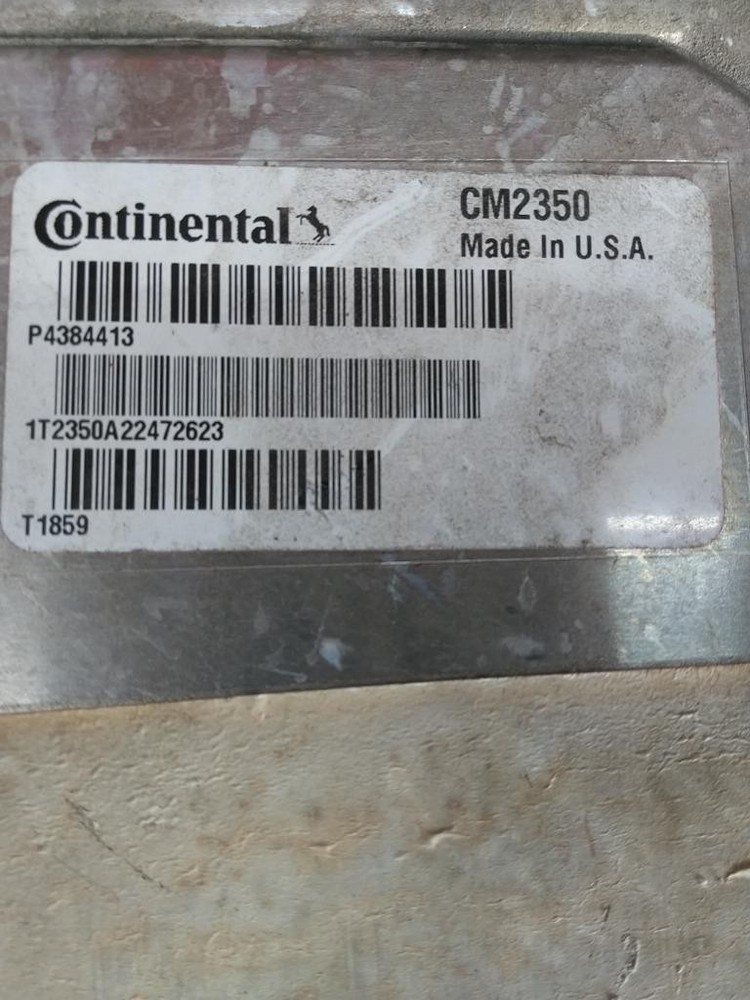 Continental
CM2350
Made In U.S.A.
P4384413
1T2350A22472623
T1859